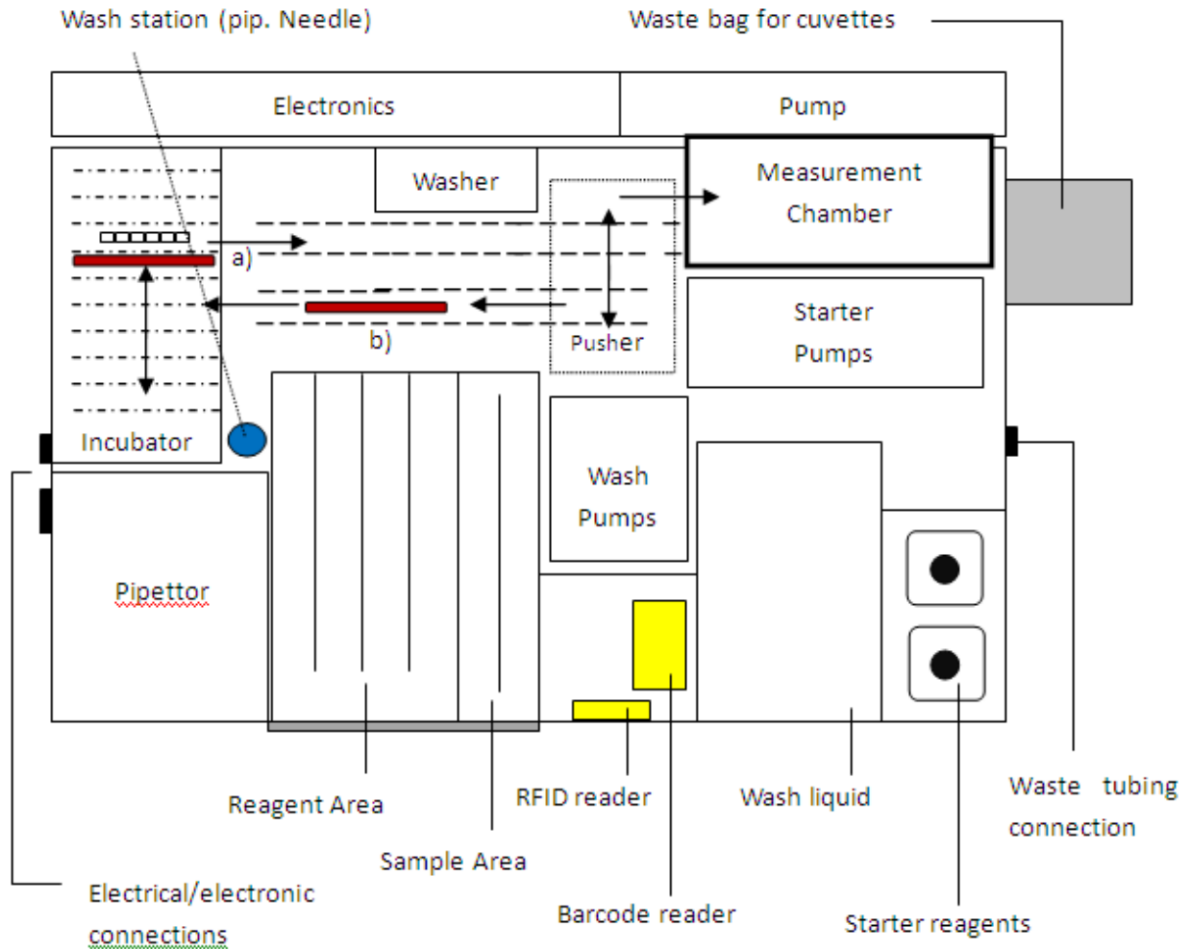 Wash station (pip. Needle)
Waste bag for cuvettes
Electronics
Pump
Washer
Measurement
Chamber
a)
b)
Pusher
Starter
Pumps
Incubator
Wash
Pumps
Pipettor
Reagent Area
Sample Area
RFID reader
Barcode reader
Wash liquid
Starter reagents
Waste tubing
connection
Electrical/electronic
connections